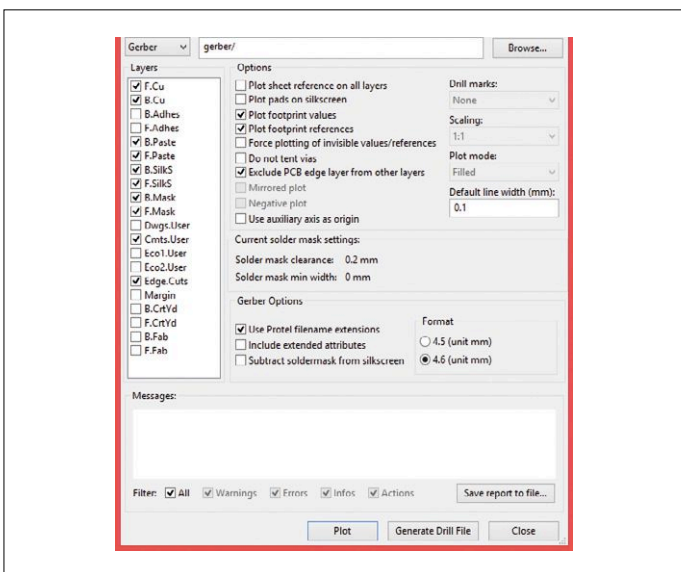 Gerber gerber/ Browse...
Layers
F.Cu
B.Cu
B.Adhes
F.Adhes
B.Paste
F.Paste
B.SilkS
F.SilkS
B.Mask
F.Mask
Dwgs.User
Cmts.User
Eco1.User
Eco2.User
Edge.Cuts
Margin
B.CrtYd
F.CrtYd
B.Fab
F.Fab
Options
Plot sheet reference on all layers
Plot pads on silkscreen
Plot footprint values
Plot footprint references
Force plotting of invisible values/references
Do not tent vias
Exclude PCB edge layer from other layers
Mirrored plot
Negative plot
Use auxiliary axis as origin
Drill marks:
None
Scaling:
1:1
Plot mode:
Filled
Default line width (mm):
0.1
Current solder mask settings:
Solder mask clearance: 0.2 mm
Solder mask min width: 0 mm
Gerber Options
Use Protel filename extensions
Include extended attributes
Subtract soldermask from silkscreen
Format
4.5 (unit mm)
4.6 (unit mm)
Messages:
Filter: All Warnings Errors Infos Actions Save report to file...
Plot Generate Drill File Close